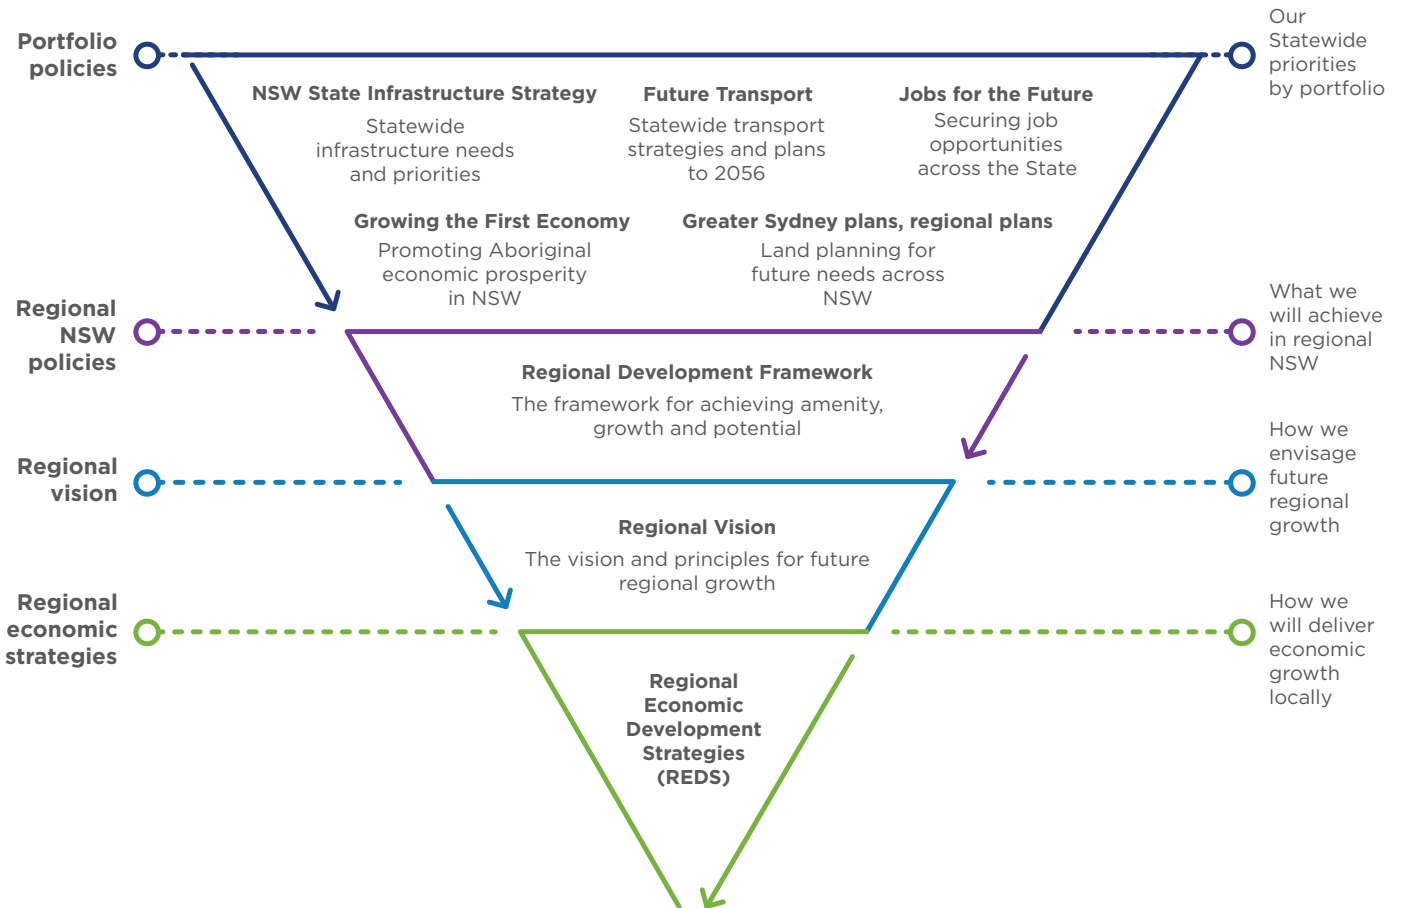 Portfolio
policies
Our
Statewide
priorities
by portfolio
NSW State Infrastructure Strategy
Statewide
infrastructure needs
and priorities
Future Transport
Statewide transport
strategies and plans
to 2056
Jobs for the Future
Securing job
opportunities
across the State
Growing the First Economy
Promoting Aboriginal
economic prosperity
in NSW
Greater Sydney plans, regional plans
Land planning for
future needs across
NSW
Regional
NSW
policies
What we
will achieve
in regional
NSW
Regional Development Framework
The framework for achieving amenity,
growth and potential
Regional
vision
How we
envisage
future
regional
growth
Regional Vision
The vision and principles for future
regional growth
Regional
economic
strategies
How we
will deliver
economic
growth
locally
Regional
Economic
Development
Strategies
(REDS)